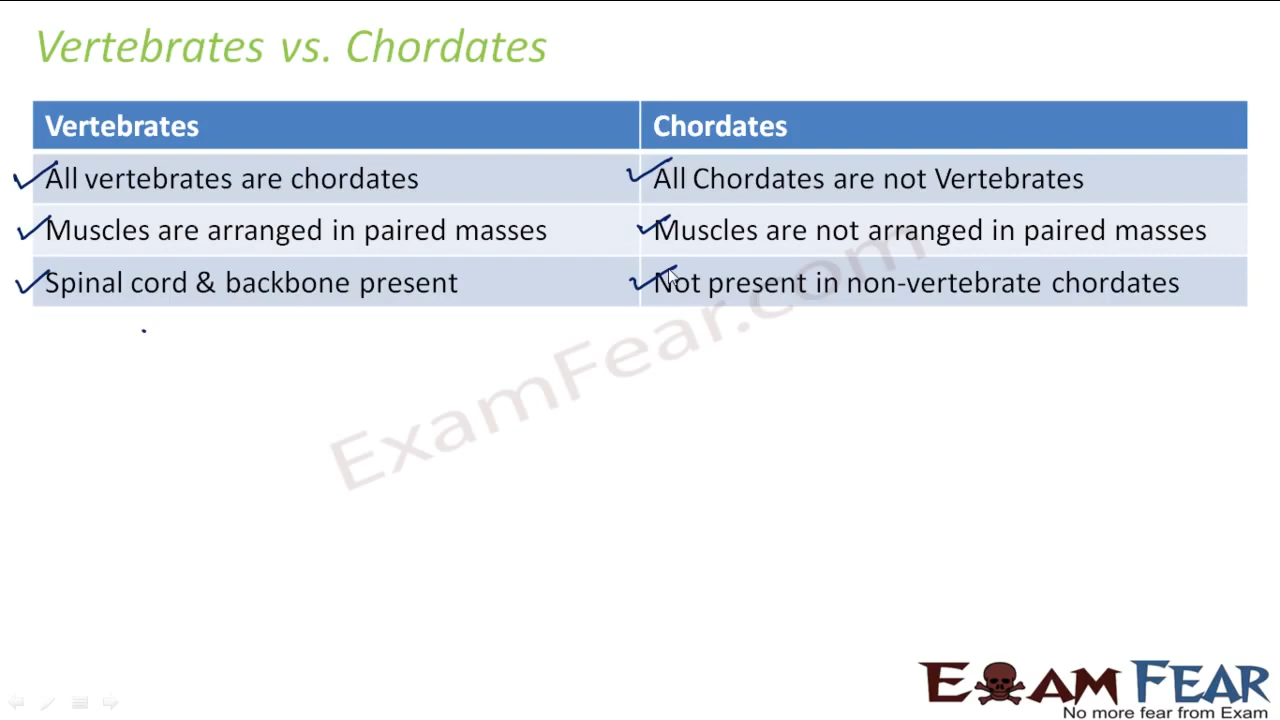 Vertebrates vs. Chordates
Vertebrates Chordates
All vertebrates are chordates All Chordates are not Vertebrates
Muscles are arranged in paired masses Muscles are not arranged in paired masses
Spinal cord & backbone present Not present in non-vertebrate chordates
ExamFear.com
EXAM FEAR
No more fear from Exam